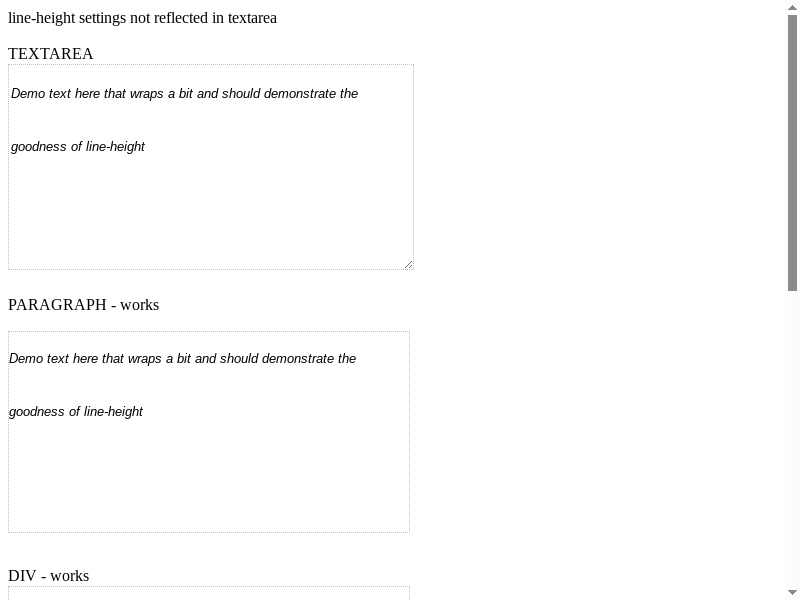 line-height settings not reflected in textarea
TEXTAREA
Demo text here that wraps a bit and should demonstrate the
goodness of line-height
PARAGRAPH - works
Demo text here that wraps a bit and should demonstrate the
goodness of line-height
DIV - works